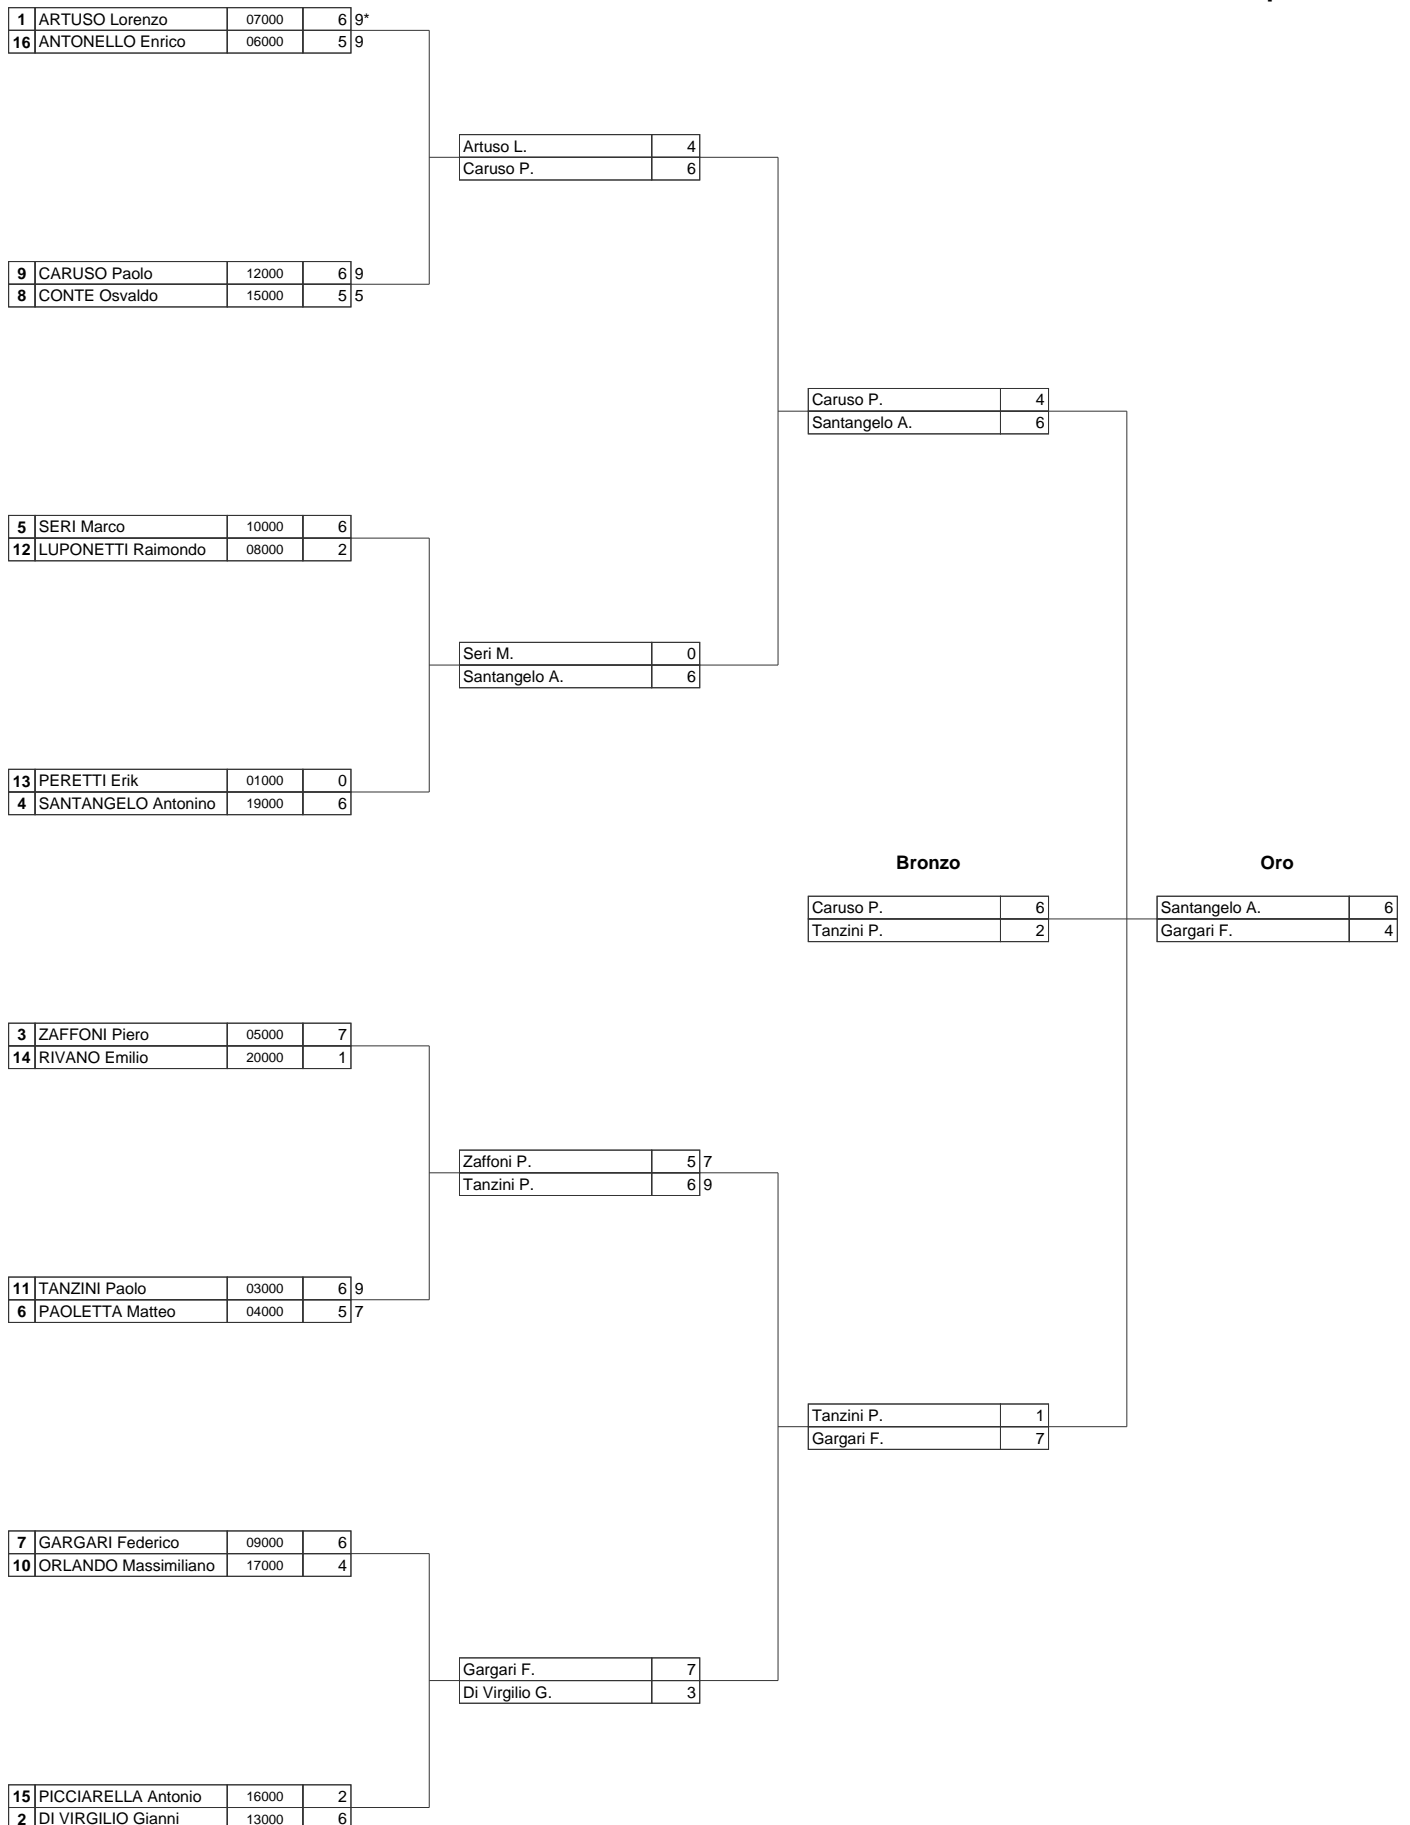 1 ARTUSO Lorenzo 07000 6 9*
16 ANTONELLO Enrico 06000 5 9
Artuso L. 4
Caruso P. 6
9 CARUSO Paolo 12000 6 9
8 CONTE Osvaldo 15000 5 5
Caruso P. 4
Santangelo A. 6
5 SERI Marco 10000 6
12 LUPONETTI Raimondo 08000 2
Seri M. 0
Santangelo A. 6
13 PERETTI Erik 01000 0
4 SANTANGELO Antonino 19000 6
Bronzo Oro
Caruso P. 6 Santangelo A. 6
Tanzini P. 2 Gargari F. 4
3 ZAFFONI Piero 05000 7
14 RIVANO Emilio 20000 1
Zaffoni P. 5 7
Tanzini P. 6 9
11 TANZINI Paolo 03000 6 9
6 PAOLETTA Matteo 04000 5 7
Tanzini P. 1
Gargari F. 7
7 GARGARI Federico 09000 6
10 ORLANDO Massimiliano 17000 4
Gargari F. 7
Di Virgilio G. 3
15 PICCIARELLA Antonio 16000 2
2 DI VIRGILIO Gianni 13000 6